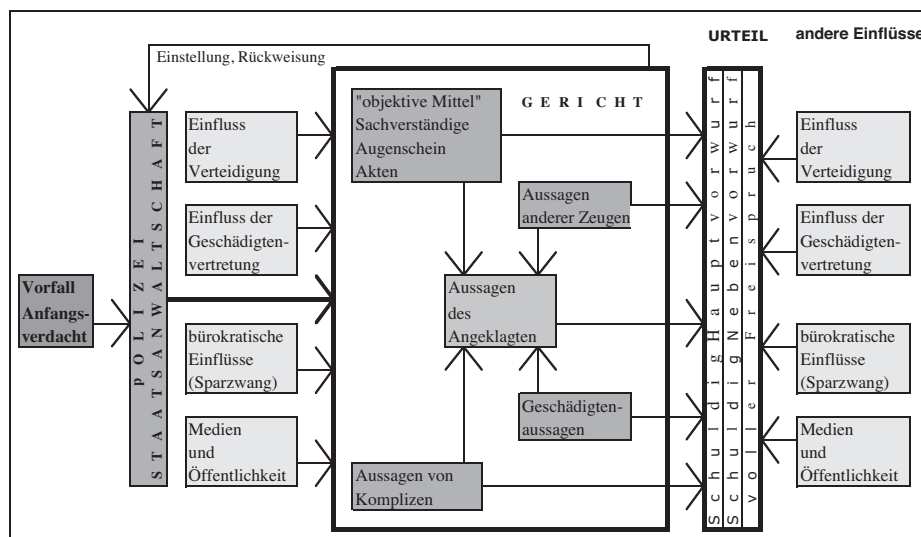 URTEIL
andere Einflüsse
Einstellung, Rückweisung
Vorfall
Anfangs-
verdacht
pOLIZEI
STAATSANWALTSCHAFT
Einfluss
der
Verteidigung
Einfluss der
Geschädigten-
vertretung
bürokratische
Einflüsse
(Sparzwang)
Medien
und
Öffentlichkeit
GERICHT
"objektive Mittel"
Sachverständige
Augenschein
Akten
Aussagen
anderer Zeugen
Aussagen
des
Angeklagten
Geschädigten-
aussagen
Aussagen von
Komplizen
Schuldig Hauptvorwurf
Schuldig Nebenvorwurf
voller Freispruch
Einfluss
der
Verteidigung
Einfluss der
Geschädigten-
vertretung
bürokratische
Einflüsse
(Sparzwang)
Medien
und
Öffentlichkeit